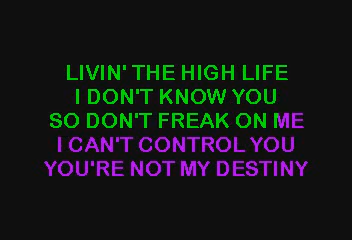 LIVIN' THE HIGH LIFE
I DON'T KNOW YOU
SO DON'T FREAK ON ME
I CAN'T CONTROL YOU
YOU'RE NOT MY DESTINY